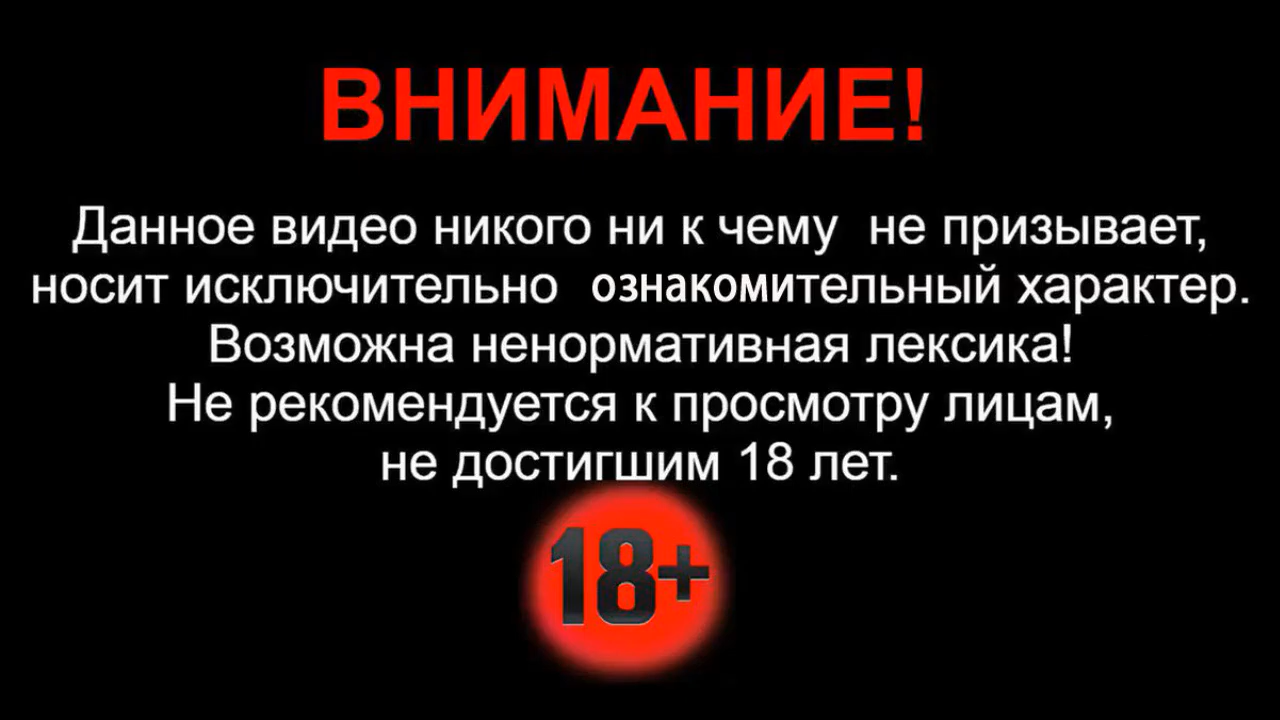 ВНИМАНИЕ!
Данное видео никого ни к чему не призывает,
носит исключительно ознакомительный характер.
Возможна ненормативная лексика!
Не рекомендуется к просмотру лицам,
не достигшим 18 лет.
18+